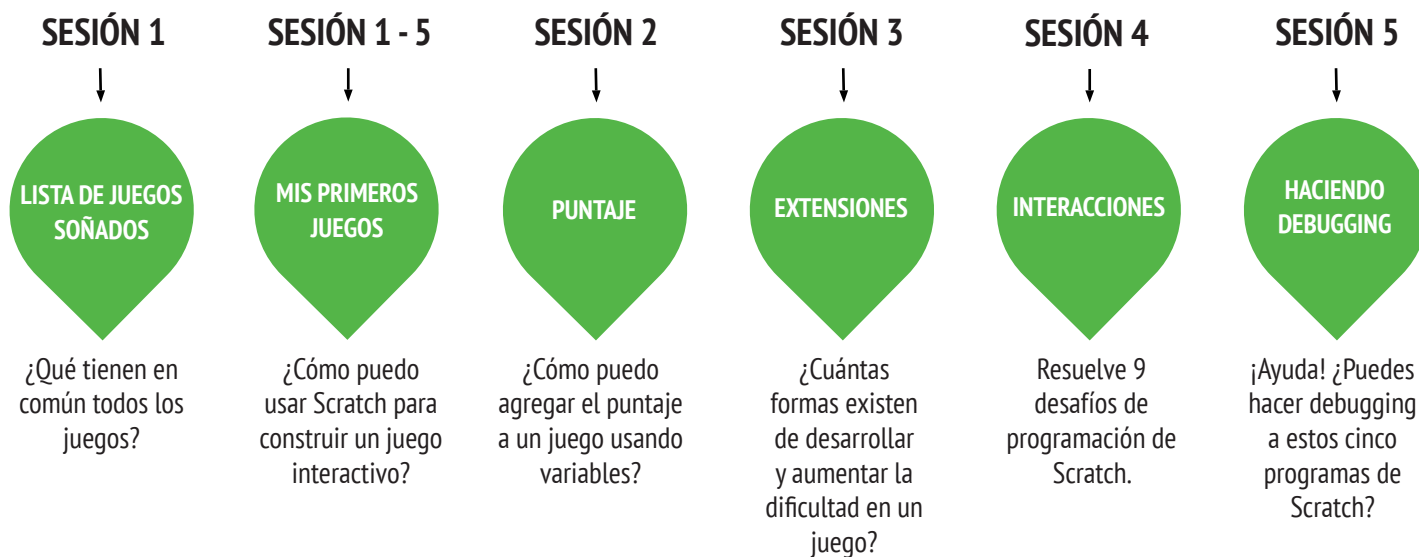 SESIÓN 1
LISTA DE JUEGOS
SOÑADOS
¿Qué tienen en
común todos los
juegos?
SESIÓN 1 - 5
MIS PRIMEROS
JUEGOS
¿Cómo puedo
usar Scratch para
construir un juego
interactivo?
SESIÓN 2
PUNTAJE
¿Cómo puedo
agregar el puntaje
a un juego usando
variables?
SESIÓN 3
EXTENSIONES
¿Cuántas
formas existen
de desarrollar
y aumentar la
dificultad en un
juego?
SESIÓN 4
INTERACCIONES
Resuelve 9
desafíos de
programación de
Scratch.
SESIÓN 5
HACIENDO
DEBUGGING
¡Ayuda! ¿Puedes
hacer debugging
a estos cinco
programas de
Scratch?